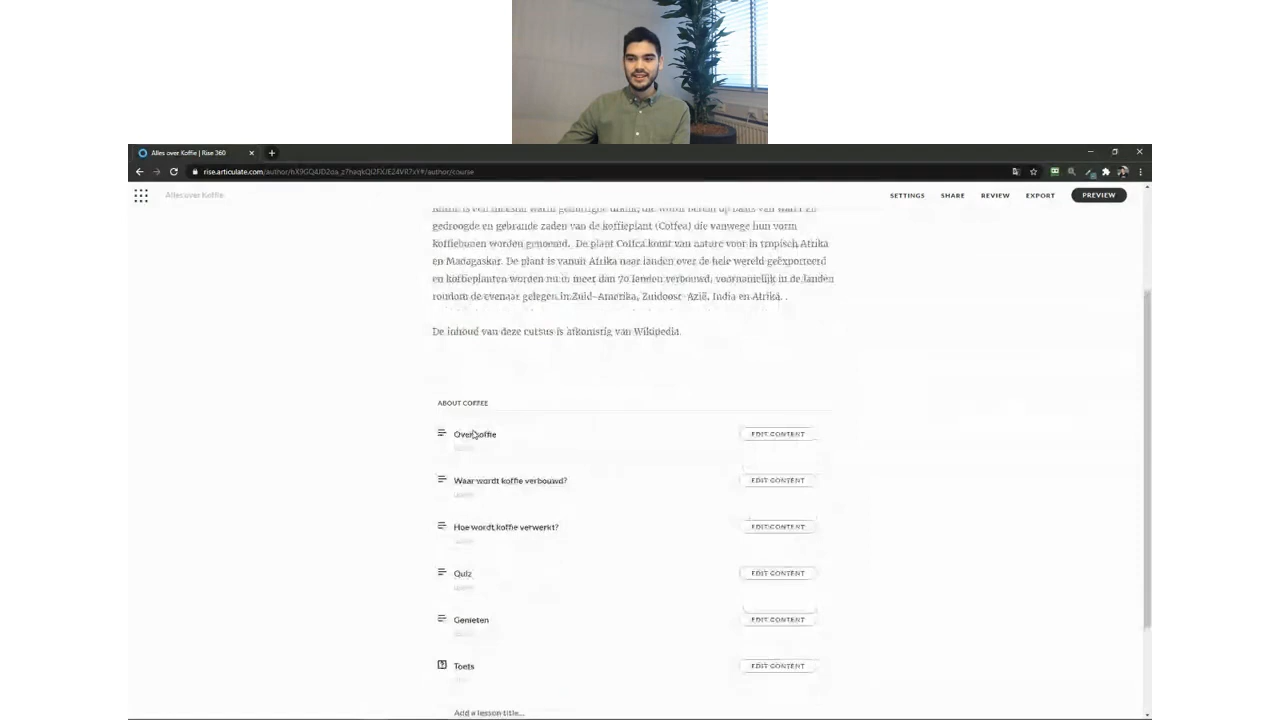 Alles over Koffie | Rise 360
rise.articulate.com
Alles over Koffie
SETTINGS SHARE REVIEW EXPORT PREVIEW
gedroogde en gebrande zaden van de koffieplant (Coffea) die vanwege hun vorm
koffiebonen worden genoemd. De plant Coffea komt van nature voor in tropisch Afrika
en Madagaskar. De plant is vanuit Afrika naar landen over de hele wereld geëxporteerd
en koffieplanten worden nu in meer dan 70 landen verbouwd, voornamelijk in de landen
rondom de evenaar gelegen in Zuid-Amerika, Zuidoost-Azië, India en Afrika. .
De inhoud van deze cursus is afkomstig van Wikipedia.
ABOUT COFFEE
Over koffie EDIT CONTENT
Waar wordt koffie verbouwd? EDIT CONTENT
Hoe wordt koffie verwerkt? EDIT CONTENT
Quiz EDIT CONTENT
Genieten EDIT CONTENT
Toets EDIT CONTENT
Add a lesson title...